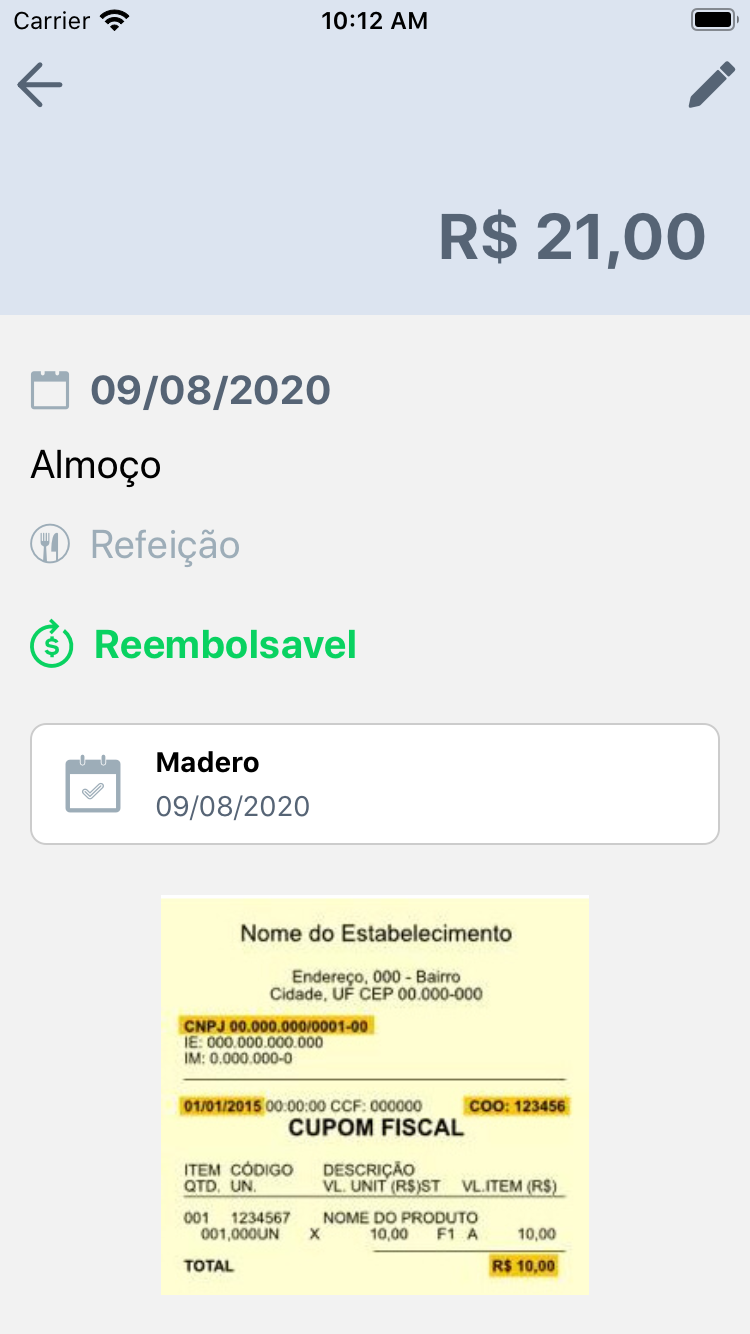 Carrier 10:12 AM
R$ 21,00
09/08/2020
Almoço
Refeição
$ Reembolsavel
Madero
09/08/2020
Nome do Estabelecimento
Endereço, 000 - Bairro
Cidade, UF CEP 00.000-000
CNPJ 00.000.000/0001-00
IE: 000.000.000.000
IM: 0.000.000-0
01/01/2015 00:00:00 CCF: 000000 COO: 123456
CUPOM FISCAL
ITEM CÓDIGO DESCRIÇÃO
QTD. UN. VL. UNIT (R$)ST VL.ITEM (R$)
001 1234567 NOME DO PRODUTO
001,000UN X 10,00 F1 A 10,00
TOTAL R$ 10,00